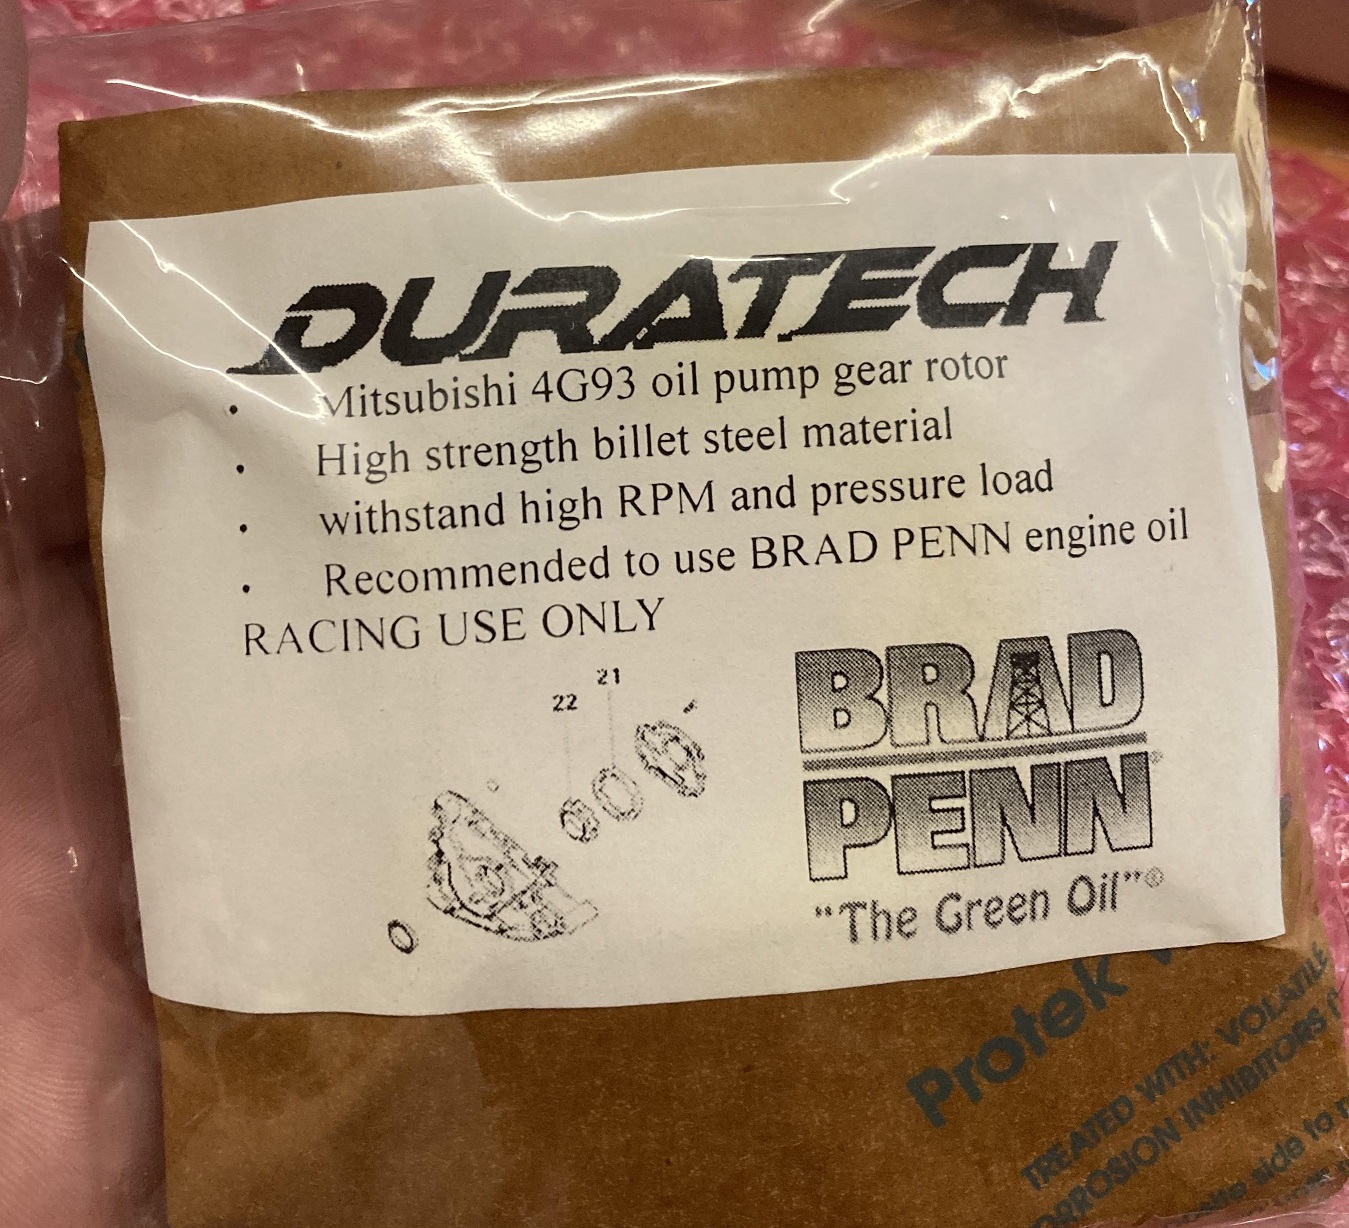 DURATECH
• Mitsubishi 4G93 oil pump gear rotor
• High strength billet steel material
• withstand high RPM and pressure load
• Recommended to use BRAD PENN engine oil
RACING USE ONLY
21
22
BRAD
PENN®
"The Green Oil"®
Protek
TREATED WITH: VOLATILE
CORROSION INHIBITORS
side to